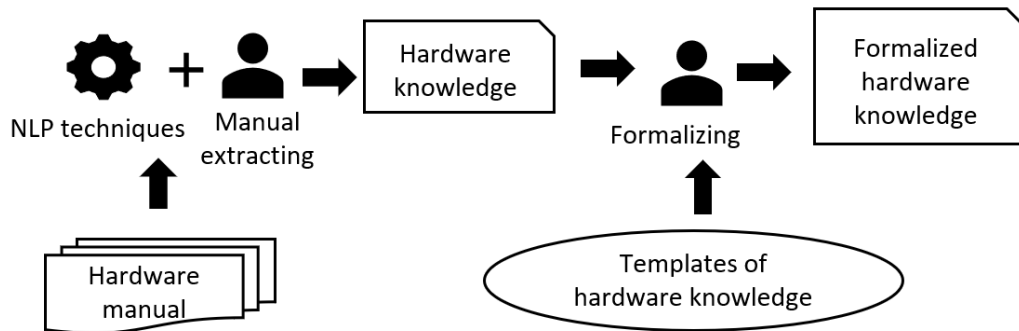 NLP techniques
+
Manual
extracting
Hardware
knowledge
Formalizing
Formalized
hardware
knowledge
Hardware
manual
Templates of
hardware knowledge